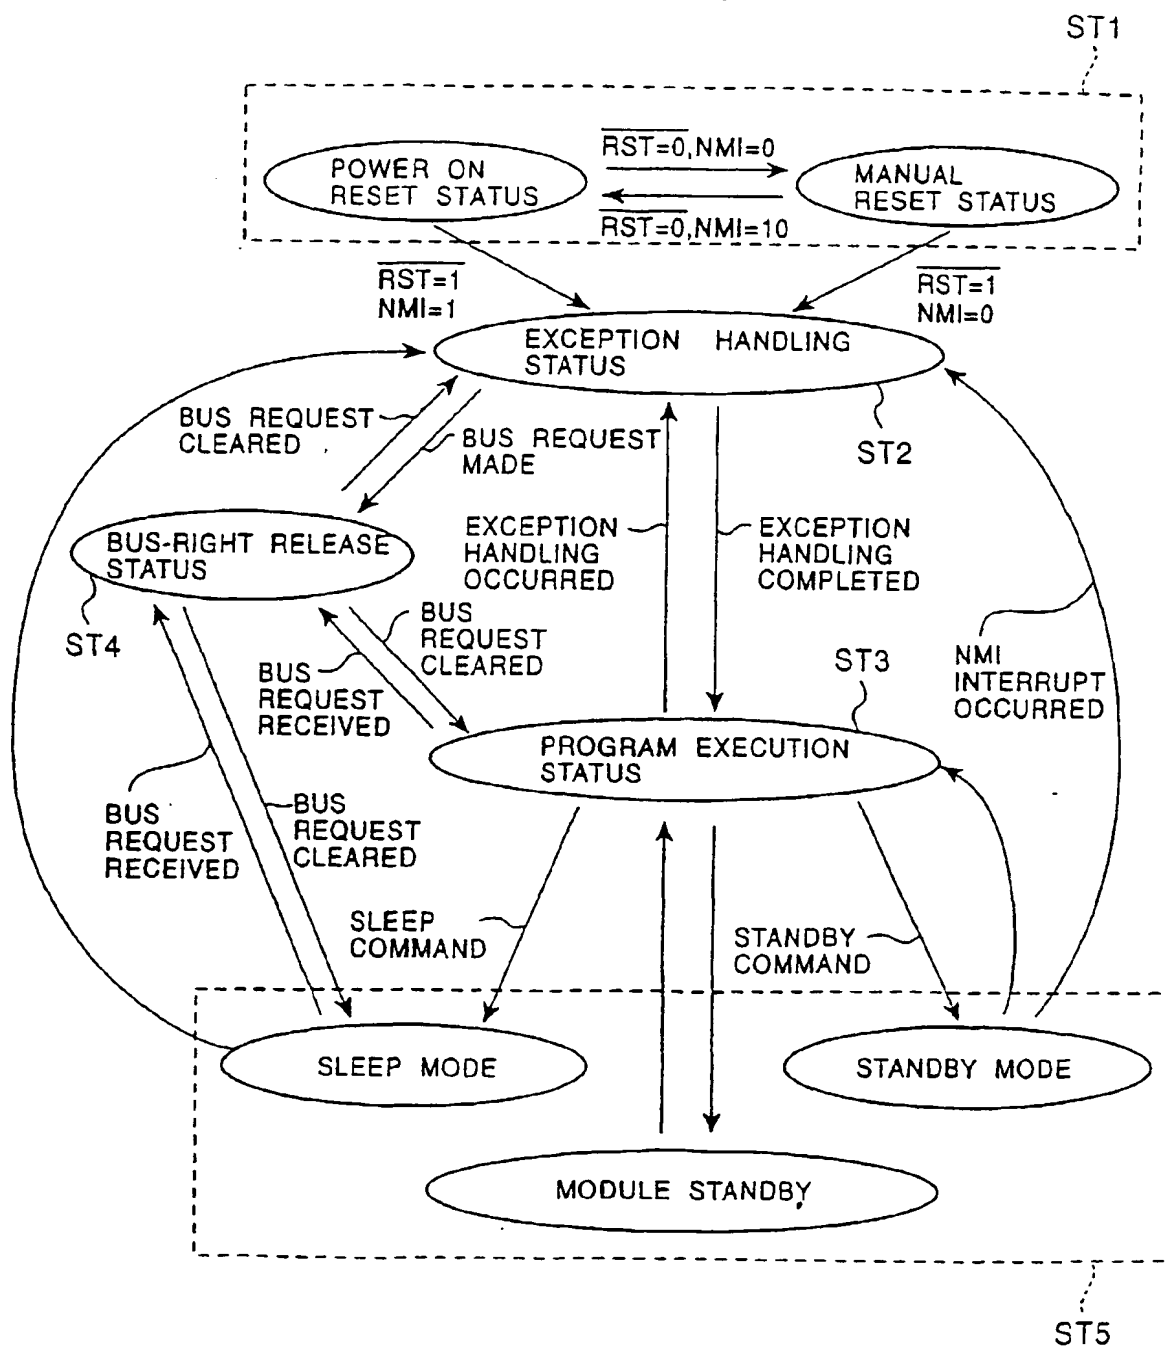 ST1
RST=0,NMI=0
POWER ON
RESET STATUS
MANUAL
RESET STATUS
RST=0,NMI=10
RST=1
NMI=1
RST=1
NMI=0
EXCEPTION HANDLING
STATUS
ST2
BUS REQUEST
CLEARED
BUS REQUEST
MADE
BUS-RIGHT RELEASE
STATUS
ST4
EXCEPTION
HANDLING
OCCURRED
EXCEPTION
HANDLING
COMPLETED
BUS
REQUEST
CLEARED
BUS
REQUEST
RECEIVED
ST3
NMI
INTERRUPT
OCCURRED
PROGRAM EXECUTION
STATUS
BUS
REQUEST
RECEIVED
BUS
REQUEST
CLEARED
SLEEP
COMMAND
STANDBY
COMMAND
SLEEP MODE
STANDBY MODE
MODULE STANDBY
ST5